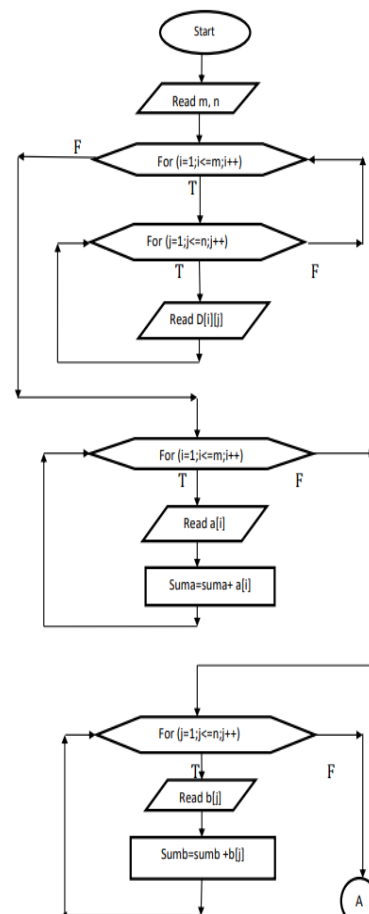 Start
Read m, n
F
For (i=1;i<=m;i++)
T
For (j=1;j<=n;j++)
T
F
Read D[i][j]
For (i=1;i<=m;i++)
T
F
Read a[i]
Suma=suma+ a[i]
For (j=1;j<=n;j++)
T
F
Read b[j]
Sumb=sumb +b[j]
A